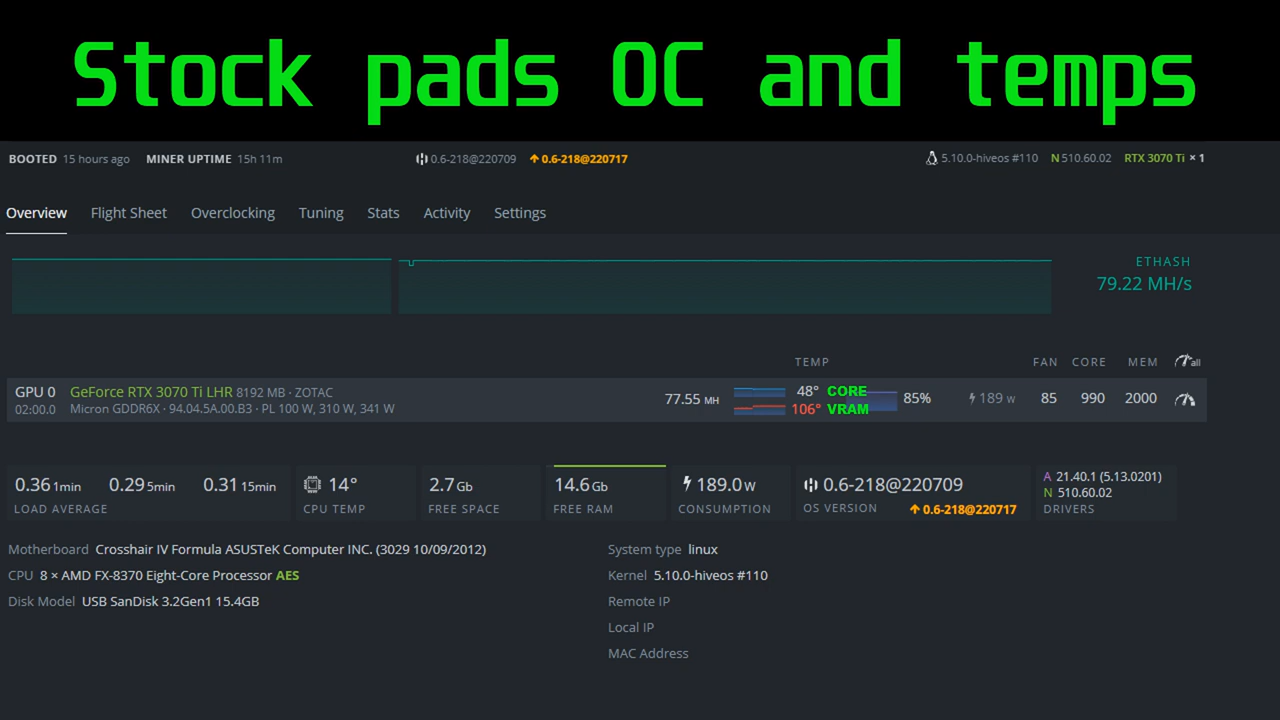 Stock pads OC and temps
BOOTED 15 hours ago MINER UPTIME 15h 11m 0.6-218@220709 0.6-218@220717 5.10.0-hiveos #110 N 510.60.02 RTX 3070 Ti × 1
Overview Flight Sheet Overclocking Tuning Stats Activity Settings
ETHASH
79.22 MH/s
TEMP FAN CORE MEM all
GPU 0 GeForce RTX 3070 Ti LHR 8192 MB · ZOTAC 77.55 MH 48° CORE 85% 189 W 85 990 2000
02:00.0 Micron GDDR6X · 94.04.5A.00.B3 · PL 100 W, 310 W, 341 W 106° VRAM
0.36 1min 0.29 5min 0.31 15min 14° 2.7 Gb 14.6 Gb 189.0 W 0.6-218@220709 A 21.40.1 (5.13.0201)
N 510.60.02
LOAD AVERAGE CPU TEMP FREE SPACE FREE RAM CONSUMPTION OS VERSION 0.6-218@220717 DRIVERS
Motherboard Crosshair IV Formula ASUSTeK Computer INC. (3029 10/09/2012)
CPU 8 × AMD FX-8370 Eight-Core Processor AES
Disk Model USB SanDisk 3.2Gen1 15.4GB
System type linux
Kernel 5.10.0-hiveos #110
Remote IP
Local IP
MAC Address